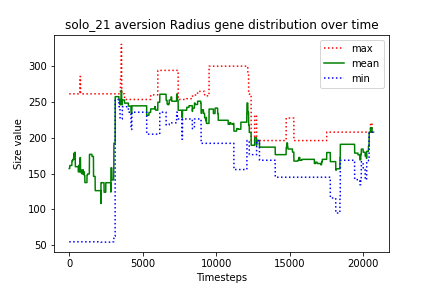 solo_21 aversion Radius gene distribution over time
max
mean
min
Size value
300
250
200
150
100
50
0
5000
10000
15000
20000
Timesteps